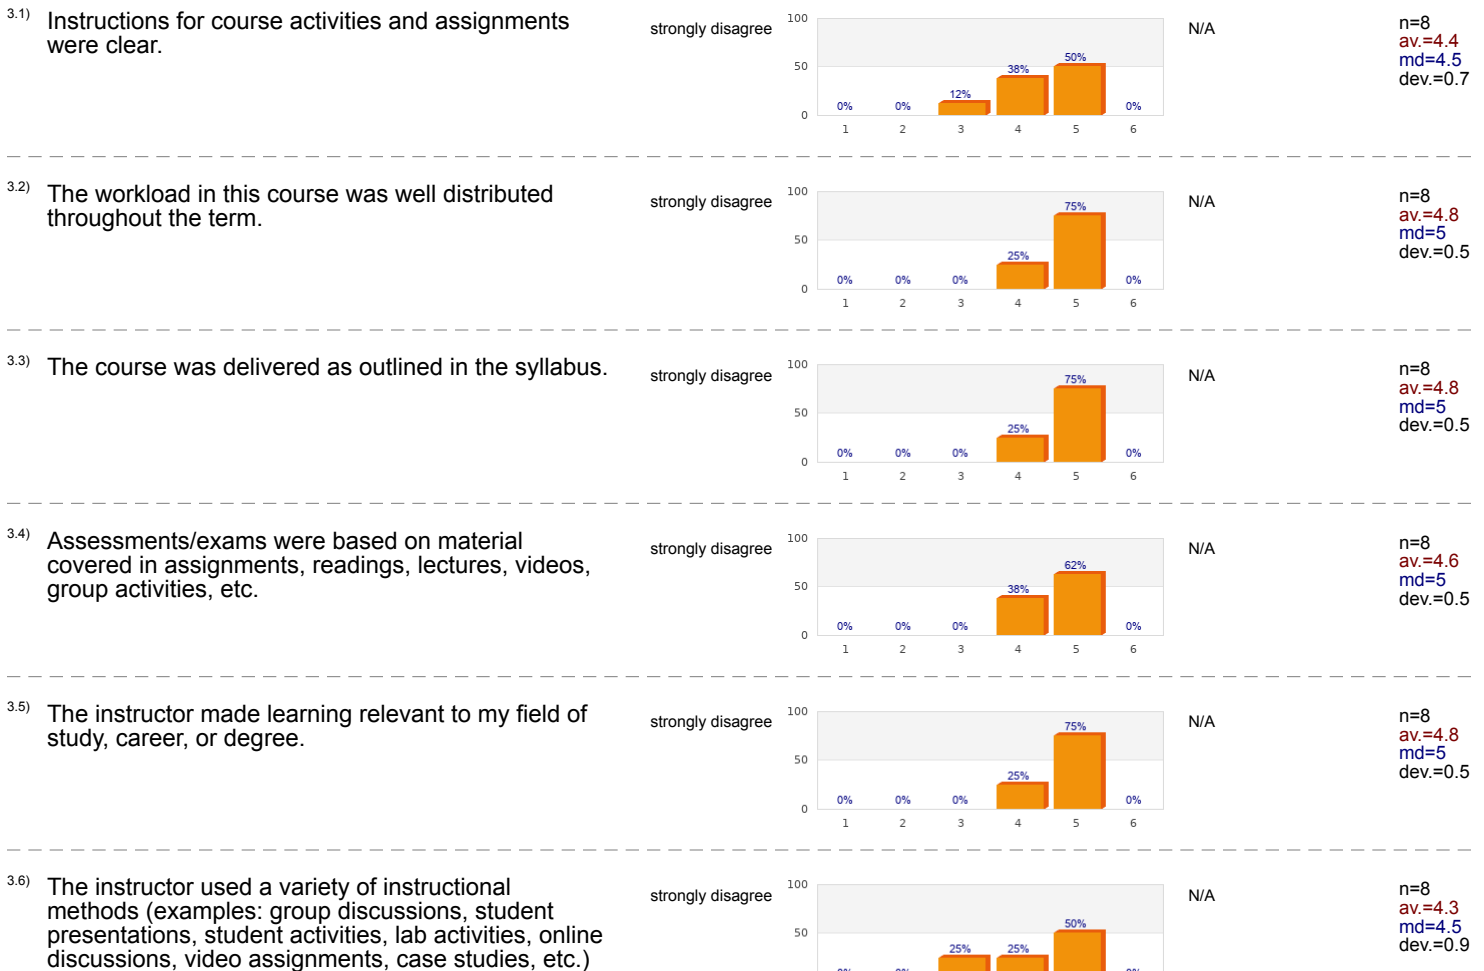 3.1) Instructions for course activities and assignments
were clear.
strongly disagree
N/A
n=8
av.=4.4
md=4.5
dev.=0.7
100
50
0
0%
0%
12%
38%
50%
0%
1 2 3 4 5 6
3.2) The workload in this course was well distributed
throughout the term.
strongly disagree
N/A
n=8
av.=4.8
md=5
dev.=0.5
100
50
0
0%
0%
0%
25%
75%
0%
1 2 3 4 5 6
3.3) The course was delivered as outlined in the syllabus.
strongly disagree
N/A
n=8
av.=4.8
md=5
dev.=0.5
100
50
0
0%
0%
0%
25%
75%
0%
1 2 3 4 5 6
3.4) Assessments/exams were based on material
covered in assignments, readings, lectures, videos,
group activities, etc.
strongly disagree
N/A
n=8
av.=4.6
md=5
dev.=0.5
100
50
0
0%
0%
0%
38%
62%
0%
1 2 3 4 5 6
3.5) The instructor made learning relevant to my field of
study, career, or degree.
strongly disagree
N/A
n=8
av.=4.8
md=5
dev.=0.5
100
50
0
0%
0%
0%
25%
75%
0%
1 2 3 4 5 6
3.6) The instructor used a variety of instructional
methods (examples: group discussions, student
presentations, student activities, lab activities, online
discussions, video assignments, case studies, etc.)
strongly disagree
N/A
n=8
av.=4.3
md=4.5
dev.=0.9
100
50
25%
25%
50%